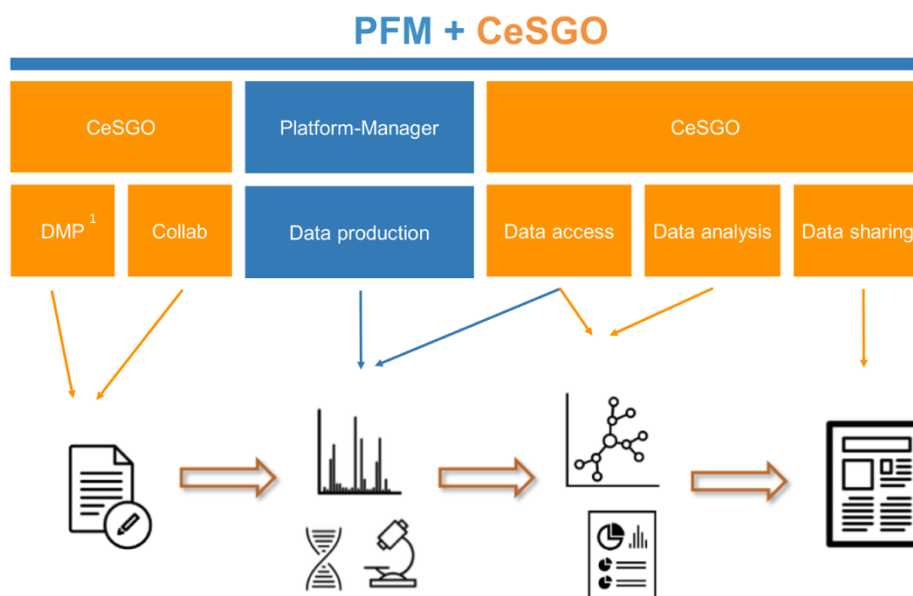 PFM + CeSGO
CeSGO
Platform-Manager
CeSGO
DMP 1
Collab
Data production
Data access
Data analysis
Data sharing